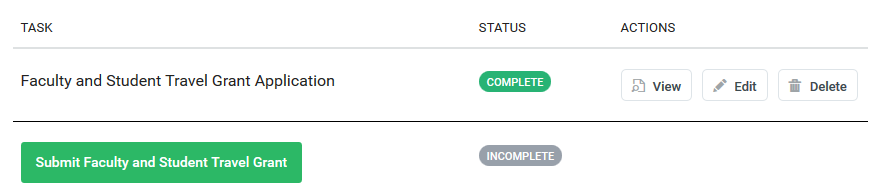 TASK STATUS ACTIONS
Faculty and Student Travel Grant Application COMPLETE View Edit Delete
Submit Faculty and Student Travel Grant INCOMPLETE